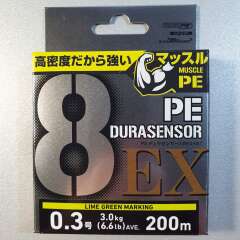 高密度だから強い
マッスル
MUSCLE
PE
8
PE
DURASENSOR
EX
LIME GREEN MARKING
0.3号 3.0kg (6.6lb) AVE. 200m